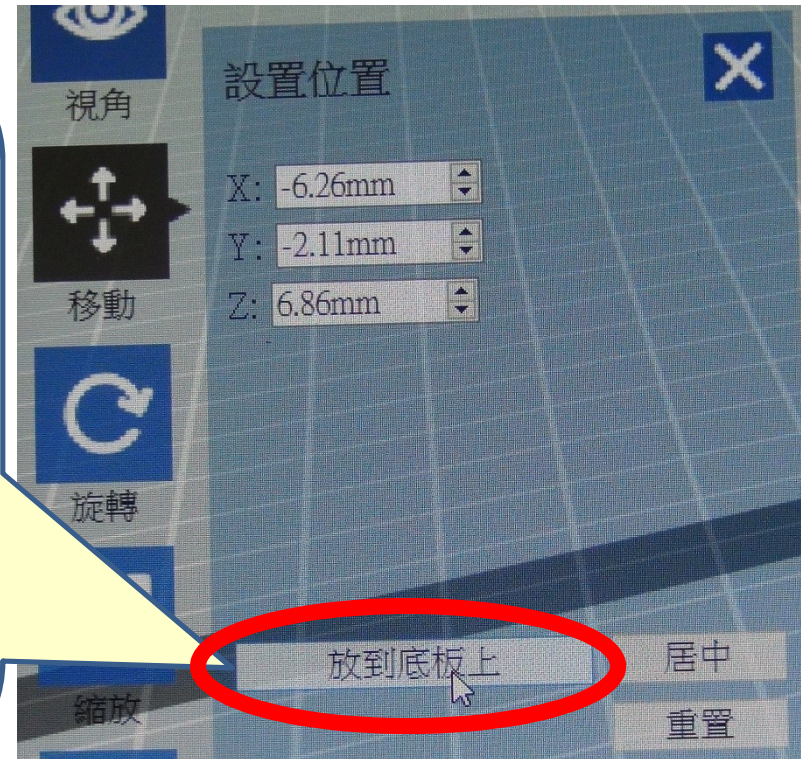 視角
設置位置
X: -6.26mm
Y: -2.11mm
移動
Z: 6.86mm
旋轉
放到底板上
居中
縮放
重置